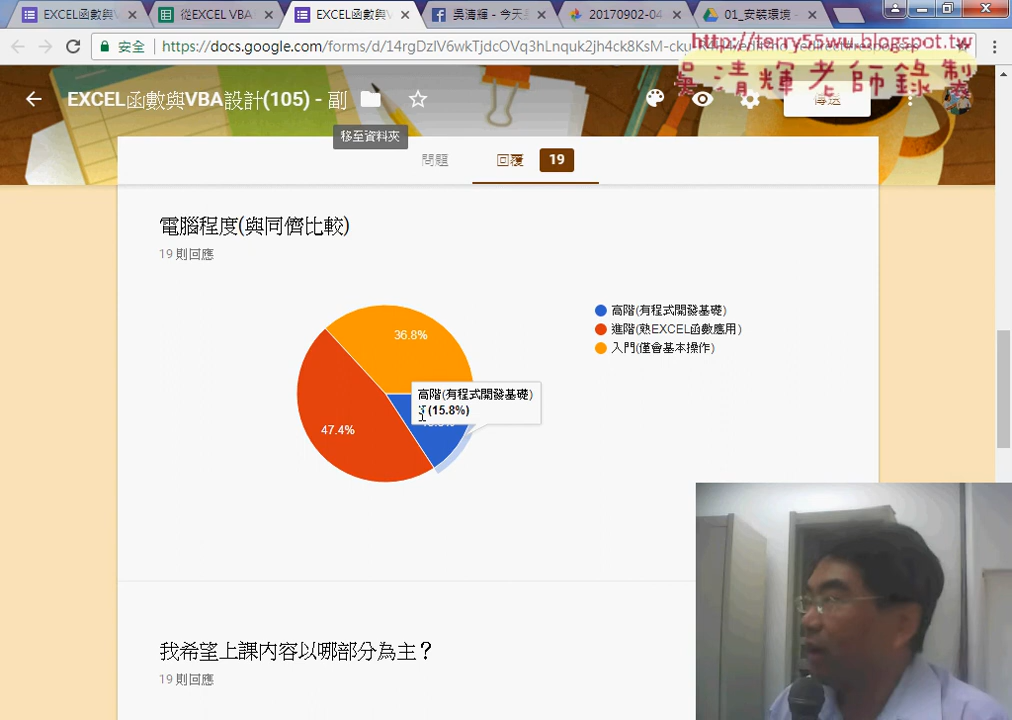 EXCEL函數與V
從EXCEL VBA
EXCEL函數與V
吳清輝 - 今天
20170902-04
01_安裝環境 -
安全
https://docs.google.com/forms/d/14rgDzIV6wkTjdcOVq3hLnquk2jh4ck8KsM-cku
http://terry55wu.blogspot.tw
吳清輝老師錄製
EXCEL函數與VBA設計(105) - 副
傳送
移至資料夾
問題
回覆
19
電腦程度(與同儕比較)
19 則回應
36.8%
47.4%
高階(有程式開發基礎)
3 (15.8%)
高階(有程式開發基礎)
進階(熟EXCEL函數應用)
入門(僅會基本操作)
我希望上課內容以哪部分為主？
19 則回應